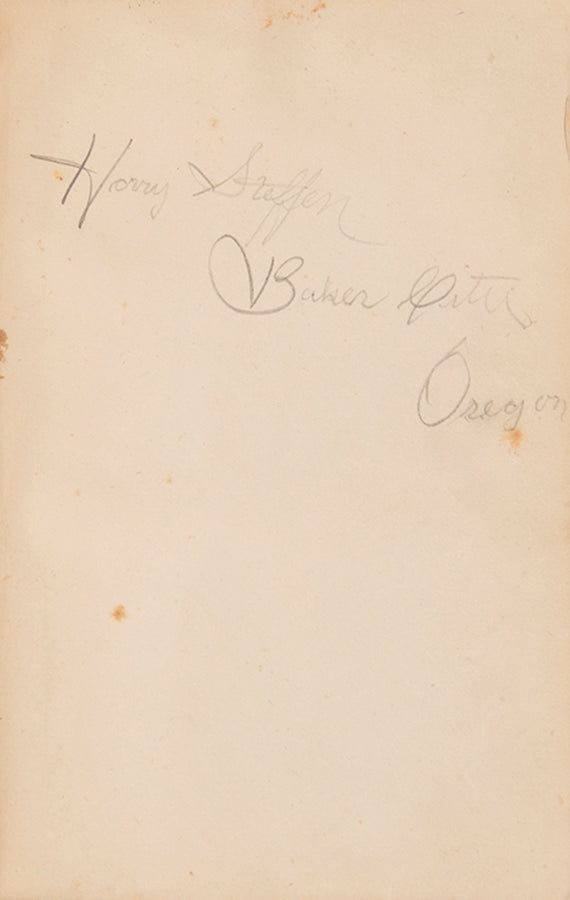 Harry Steffen
Baker City
Oregon